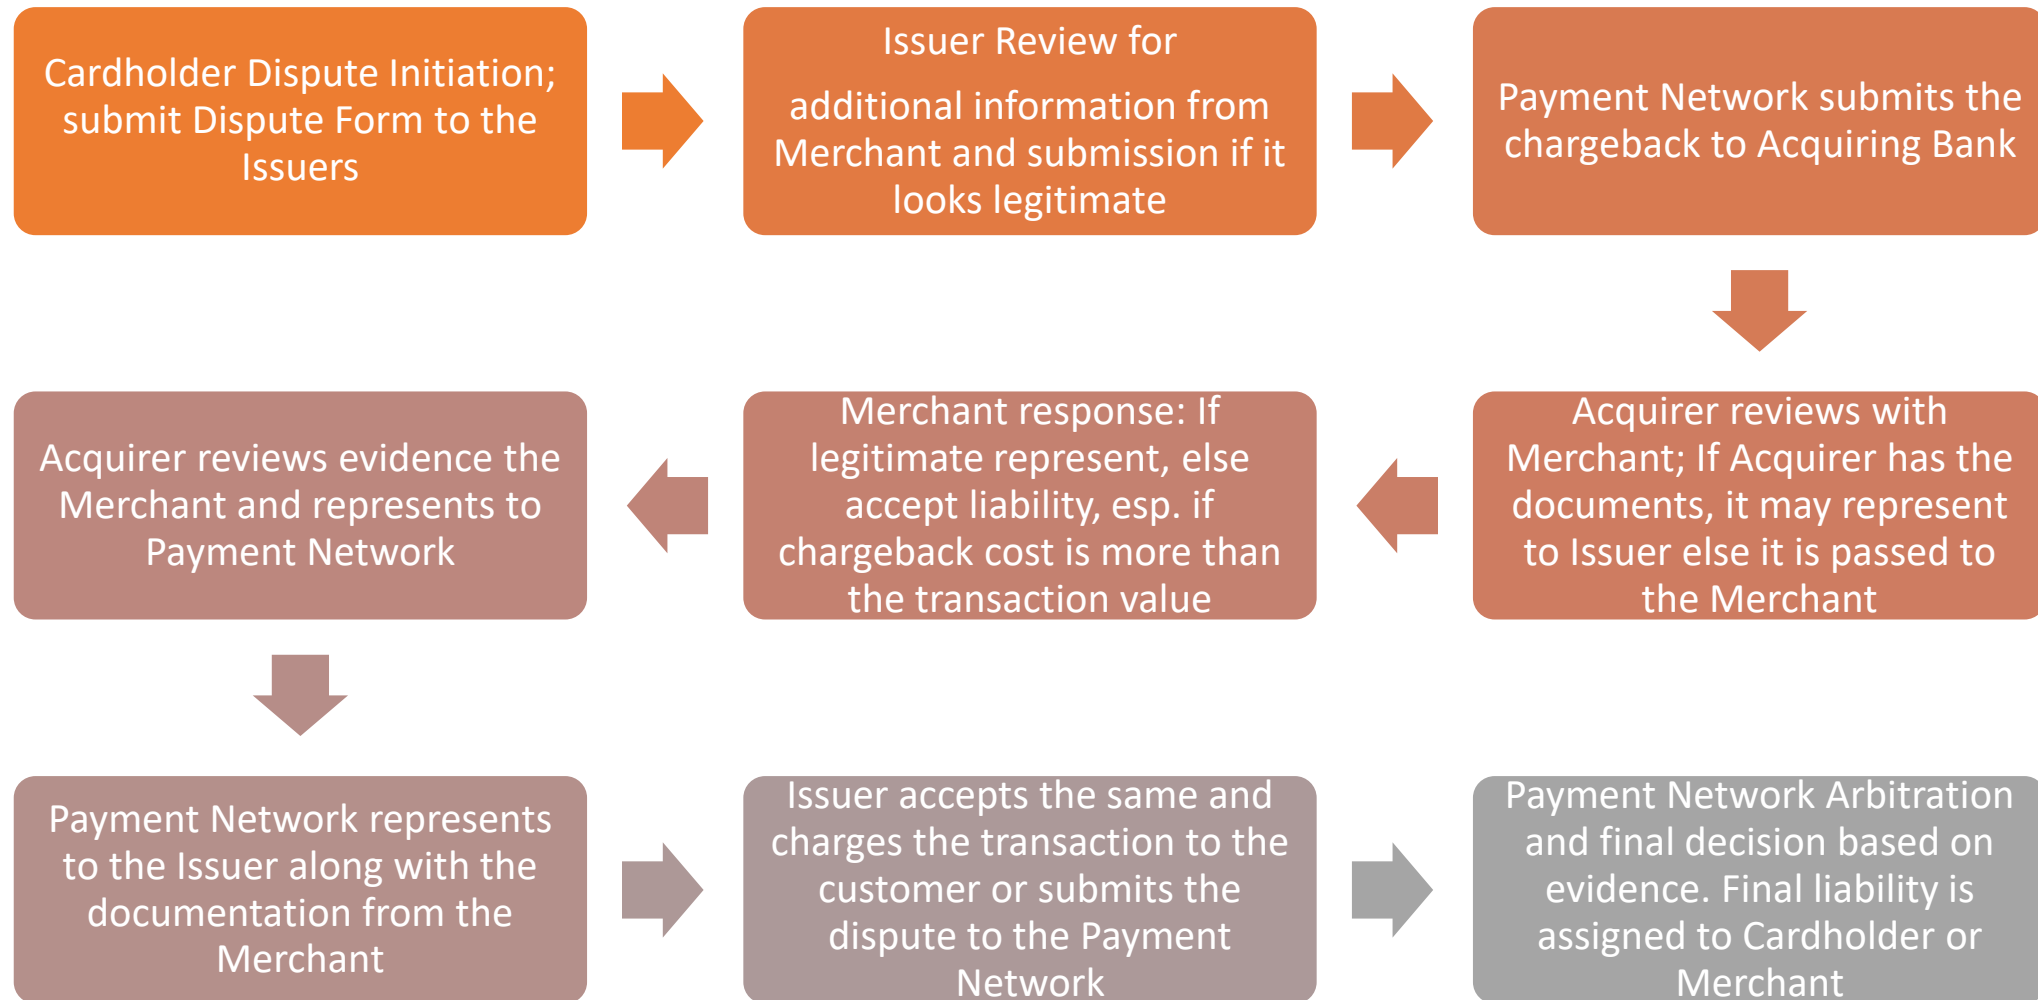 Cardholder Dispute Initiation;
submit Dispute Form to the
Issuers
Issuer Review for
additional information from
Merchant and submission if it
looks legitimate
Payment Network submits the
chargeback to Acquiring Bank
Acquirer reviews with
Merchant; If Acquirer has the
documents, it may represent
to Issuer else it is passed to
the Merchant
Merchant response: If
legitimate represent, else
accept liability, esp. if
chargeback cost is more than
the transaction value
Acquirer reviews evidence the
Merchant and represents to
Payment Network
Payment Network represents
to the Issuer along with the
documentation from the
Merchant
Issuer accepts the same and
charges the transaction to the
customer or submits the
dispute to the Payment
Network
Payment Network Arbitration
and final decision based on
evidence. Final liability is
assigned to Cardholder or
Merchant